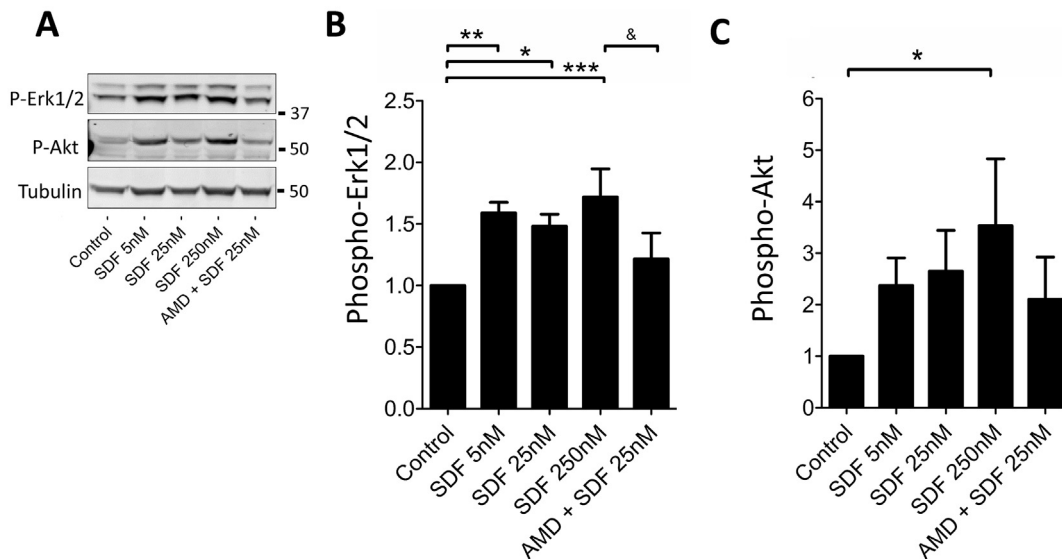 A
P-Erk1/2
37
P-Akt
50
Tubulin
50
Control
SDF 5nM
SDF 25nM
SDF 250nM
AMD + SDF 25nM
B
**
&
*
***
Phospho-Erk1/2
2.5
2.0
1.5
1.0
0.5
0.0
Control
SDF 5nM
SDF 25nM
SDF 250nM
AMD + SDF 25nM
C
*
Phospho-Akt
6
5
4
3
2
1
0
Control
SDF 5nM
SDF 25nM
SDF 250nM
AMD + SDF 25nM